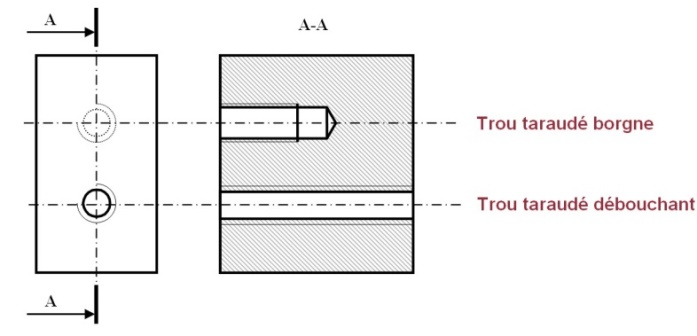 A
A-A
Trou taraudé borgne
Trou taraudé débouchant
A